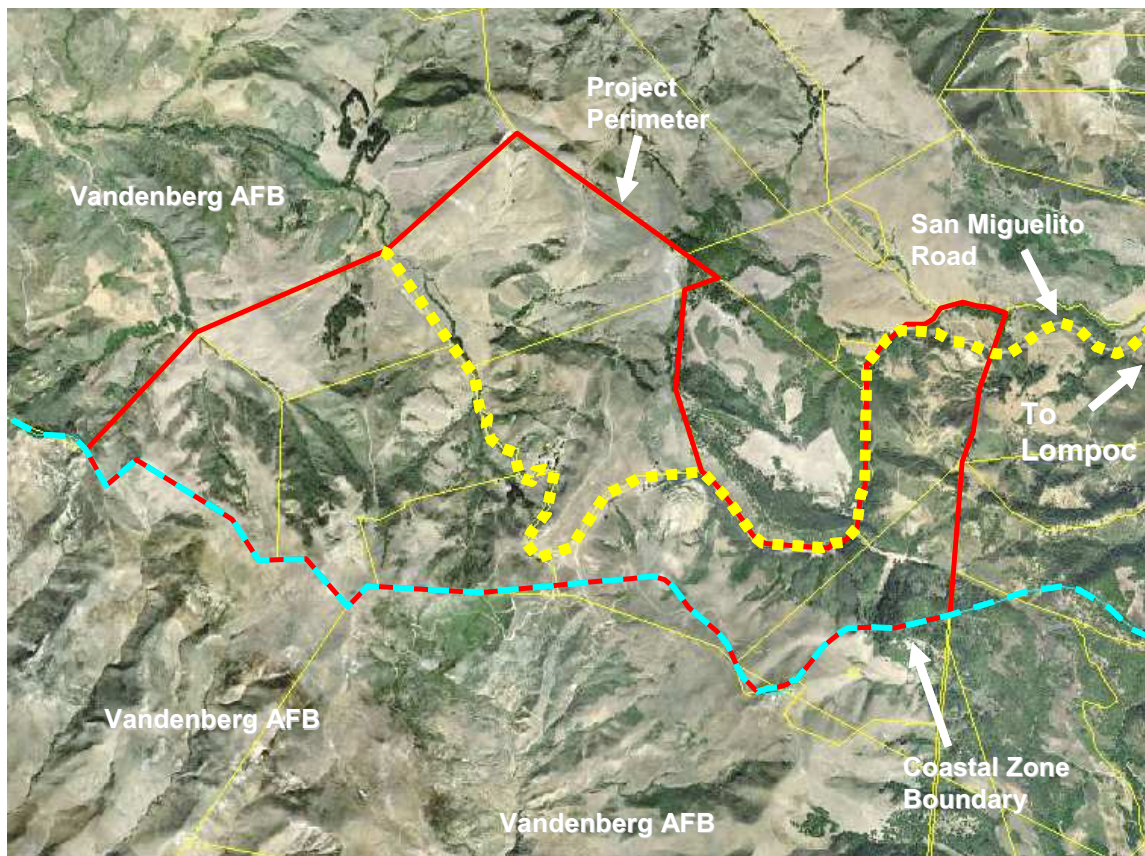 Project
Perimeter
Vandenberg AFB
San Miguelito
Road
To
Lompoc
Vandenberg AFB
Coastal Zone
Boundary
Vandenberg AFB